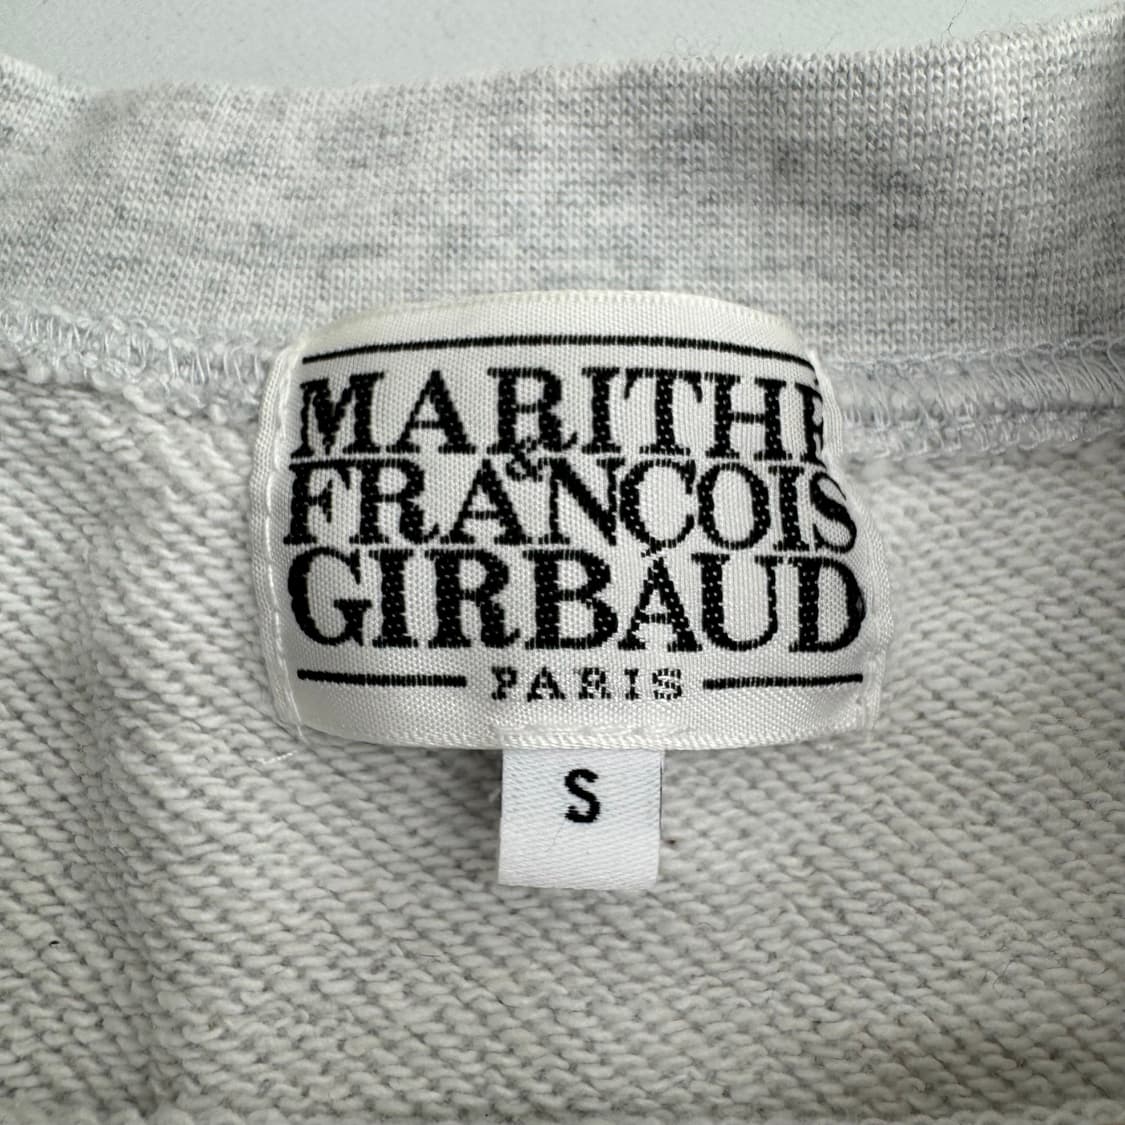 MARITHE
&
FRANÇOIS
GIRBAUD
PARIS
S